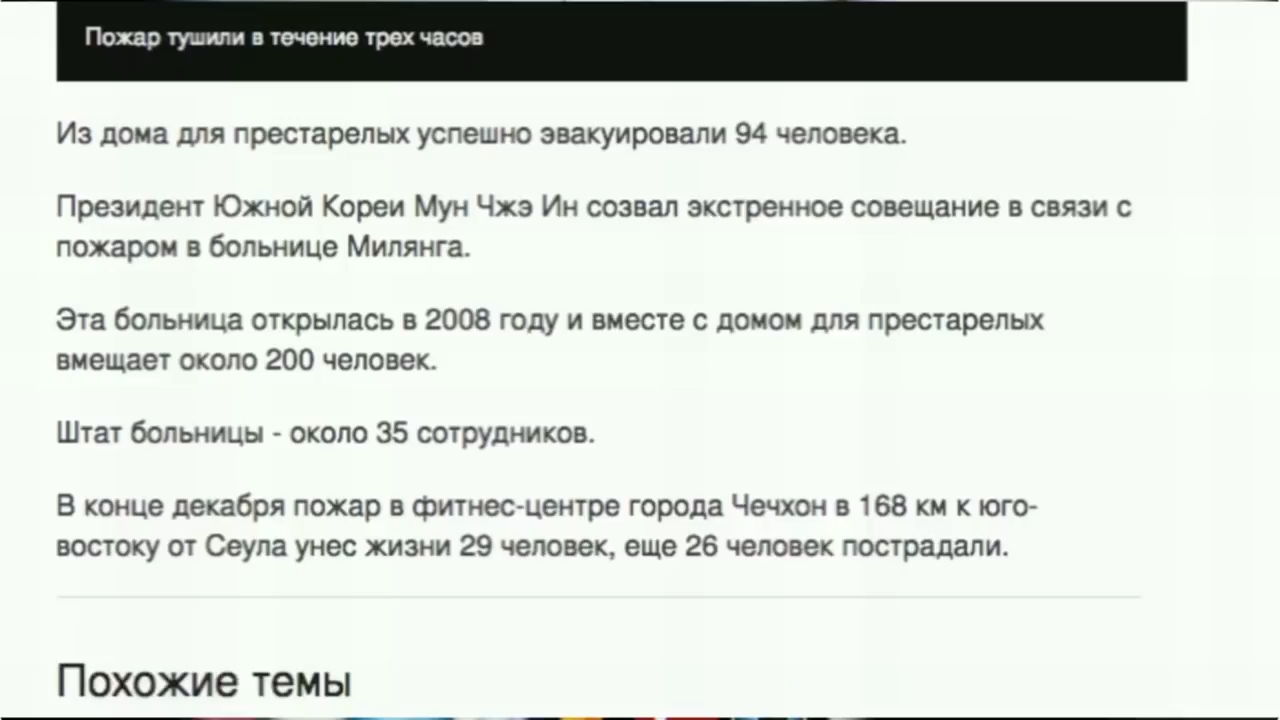 Пожар тушили в течение трех часов
Из дома для престарелых успешно эвакуировали 94 человека.
Президент Южной Кореи Мун Чжэ Ин созвал экстренное совещание в связи с
пожаром в больнице Милянга.
Эта больница открылась в 2008 году и вместе с домом для престарелых
вмещает около 200 человек.
Штат больницы - около 35 сотрудников.
В конце декабря пожар в фитнес-центре города Чечхон в 168 км к юго-
востоку от Сеула унес жизни 29 человек, еще 26 человек пострадали.
Похожие темы